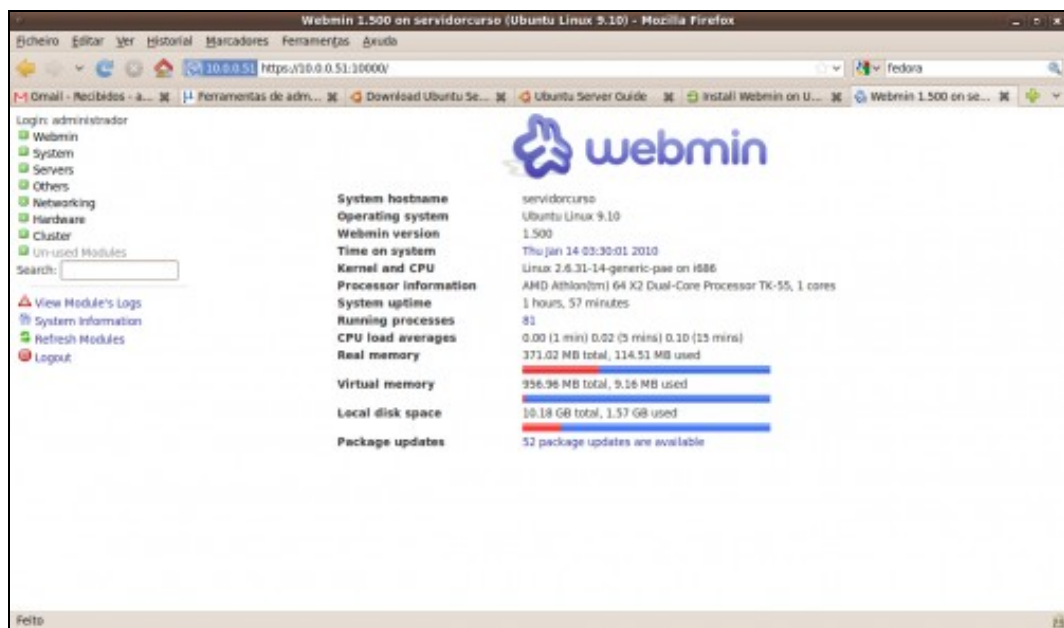 Webmin 1.500 on servidorcurso (Ubuntu Linux 9.10) - Mozilla Firefox
Ficheiro Editar Ver Historial Marcadores Ferramentas Axuda
10.0.0.51 https://10.0.0.51:10000/ fedora
Gmail - Recibidos - a... Ferramentas de adm... Download Ubuntu Se... Ubuntu Server Guide Install Webmin on U... Webmin 1.500 on se...
Login: administrador
Webmin
System
Servers
Others
Networking
Hardware
Cluster
Un-used Modules
Search:
View Module's Logs
System Information
Refresh Modules
Logout
webmin
System hostname servidorcurso
Operating system Ubuntu Linux 9.10
Webmin version 1.500
Time on system Thu Jan 14 03:30:01 2010
Kernel and CPU Linux 2.6.31-14-generic-pae on i686
Processor information AMD Athlon(tm) 64 X2 Dual-Core Processor TK-55, 1 cores
System uptime 1 hours, 57 minutes
Running processes 81
CPU load averages 0.00 (1 min) 0.02 (5 mins) 0.10 (15 mins)
Real memory 371.02 MB total, 114.51 MB used
Virtual memory 956.96 MB total, 9.16 MB used
Local disk space 10.18 GB total, 1.57 GB used
Package updates 52 package updates are available
Feito